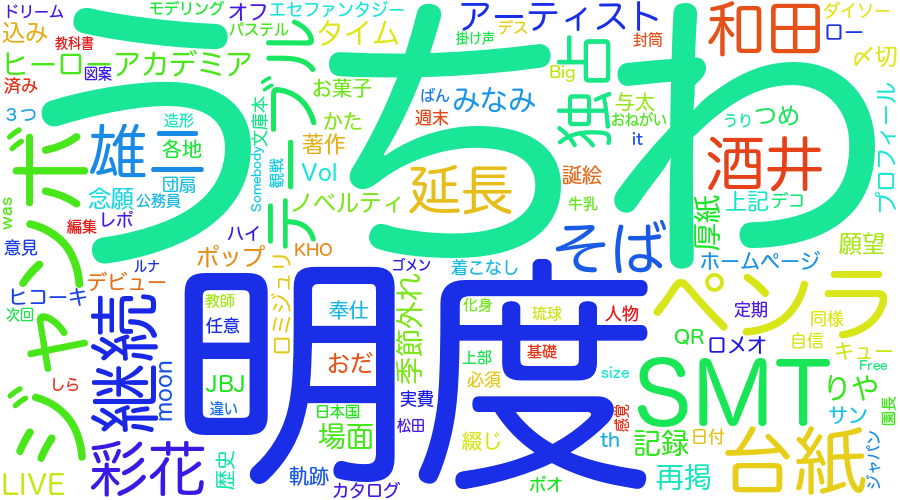 ドリーム
モデリング
オフ
エセファンタジー
アーティスト
和田
ダイソー
込み
教科書
パステル
タイム
掛け声
デス
封筒
ロー
ヒーローアカデミア
図案
お菓子
Big
占
〆切
うちわ
済み
3つ
ばん
みなみ
与太
おねがい
雄二
造形
各地
文庫本
かた
週末
it
独
うり
つめ
プロフィール
ジャンボ
団扇
Somebody
観戦
著作
Vol
延長
誕絵
酒井
念願
公務員
テーブル
ノベルティ
牛乳
厚紙
上記
デコ
was
編集
レポ
ハイ
意見
ポップ
KHO
そば
願望
ルナ
ゴメン
着こなし
ホームページ
デビュー
ロミジュリ
ペンラ
ヒコーキ
次回
継続
教師
任意
明度
奉仕
季節外れ
化身
琉球
人物
定期
同様
自信
QR
ロメオ
キュー
しら
moon
JBJ
違い
おだ
上部
基礎
必須
size
SMT
Free
りや
サン
園長
日本国
場面
実費
松田
綴じ
th
感覚
記録
日付
台紙
ジャパン
LIVE
彩花
歴史
軌跡
カタログ
ポオ
再掲